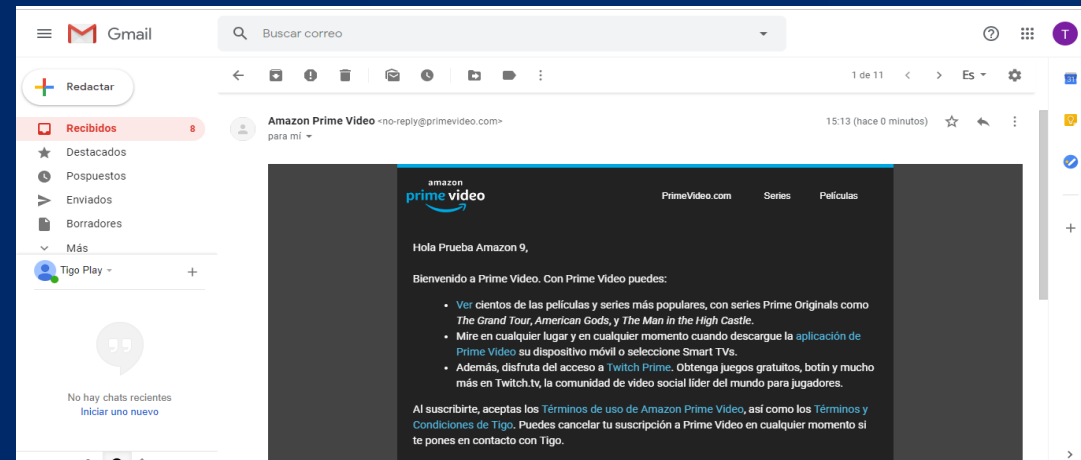 Gmail
Buscar correo
T
Redactar
1 de 11
Es
31
Recibidos 8
Destacados
Pospuestos
Enviados
Borradores
Más
Tigo Play
No hay chats recientes
Iniciar uno nuevo
Amazon Prime Video <no-reply@primevideo.com>
15:13 (hace 0 minutos)
para mí
amazon
prime video
PrimeVideo.com Series Películas
Hola Prueba Amazon 9,
Bienvenido a Prime Video. Con Prime Video puedes:
• Ver cientos de las películas y series más populares, con series Prime Originals como
The Grand Tour, American Gods, y The Man in the High Castle.
• Mire en cualquier lugar y en cualquier momento cuando descargue la aplicación de
Prime Video su dispositivo móvil o seleccione Smart TVs.
• Además, disfruta del acceso a Twitch Prime. Obtenga juegos gratuitos, botín y mucho
más en Twitch.tv, la comunidad de video social líder del mundo para jugadores.
Al suscribirte, aceptas los Términos de uso de Amazon Prime Video, así como los Términos y
Condiciones de Tigo. Puedes cancelar tu suscripción a Prime Video en cualquier momento si
te pones en contacto con Tigo.